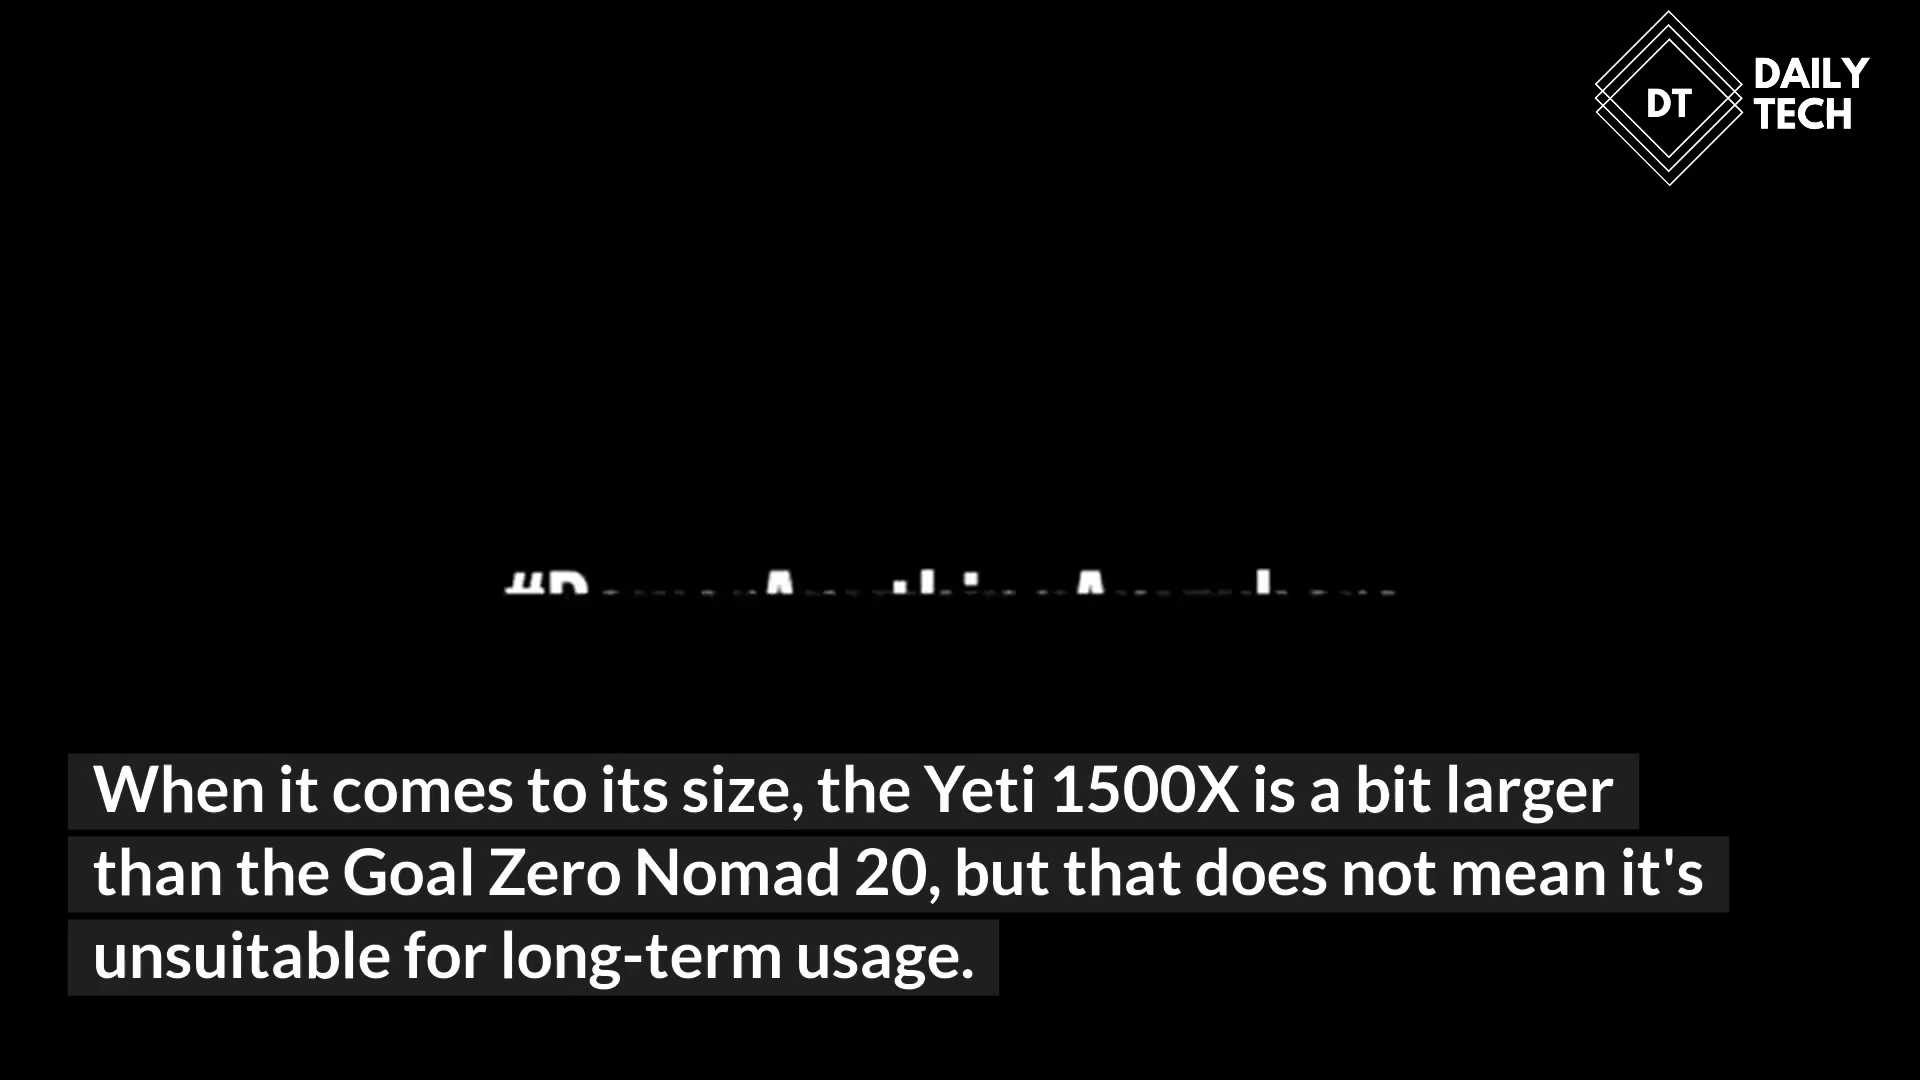 DT
DAILY
TECH
When it comes to its size, the Yeti 1500X is a bit larger
than the Goal Zero Nomad 20, but that does not mean it's
unsuitable for long-term usage.